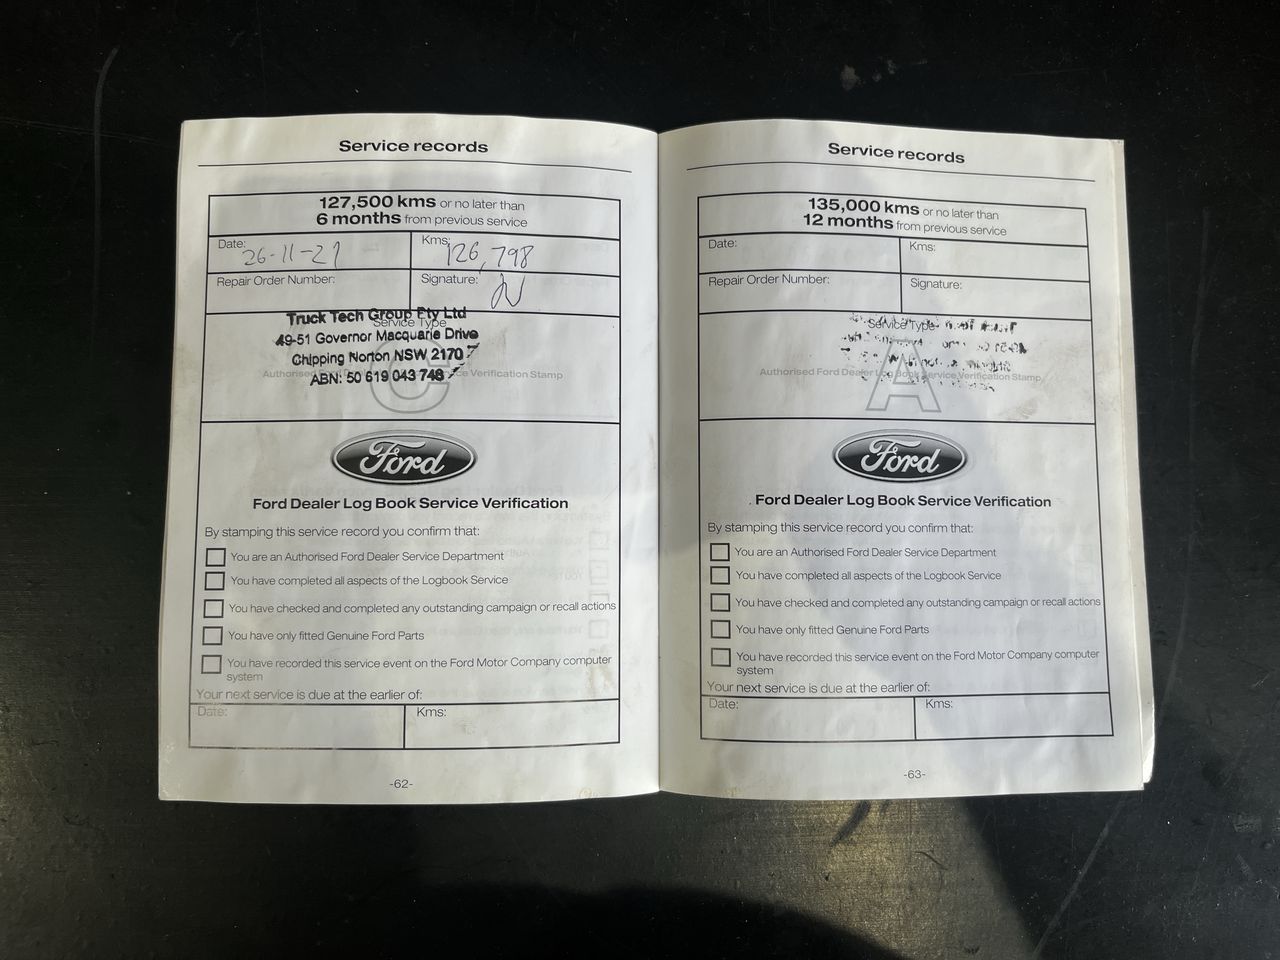 Service records
127,500 kms or no later than
6 months from previous service
Date: 26-11-21
Kms: 126,798
Repair Order Number:
Signature:
Truck Tech Group Pty Ltd
Service Type
49-51 Governor Macquarie Drive
Chipping Norton NSW 2170
C
Authorised Ford Dealer Log Book Service Verification Stamp
ABN: 50 619 043 748
Ford
Ford Dealer Log Book Service Verification
By stamping this service record you confirm that:
You are an Authorised Ford Dealer Service Department
You have completed all aspects of the Logbook Service
You have checked and completed any outstanding campaign or recall actions
You have only fitted Genuine Ford Parts
You have recorded this service event on the Ford Motor Company computer
system
Your next service is due at the earlier of:
Date:
Kms:
-62-
Service records
135,000 kms or no later than
12 months from previous service
Date:
Kms:
Repair Order Number:
Signature:
Service Type
A
Authorised Ford Dealer Log Book Service Verification Stamp
Ford
Ford Dealer Log Book Service Verification
By stamping this service record you confirm that:
You are an Authorised Ford Dealer Service Department
You have completed all aspects of the Logbook Service
You have checked and completed any outstanding campaign or recall actions
You have only fitted Genuine Ford Parts
You have recorded this service event on the Ford Motor Company computer
system
Your next service is due at the earlier of:
Date:
Kms:
-63-